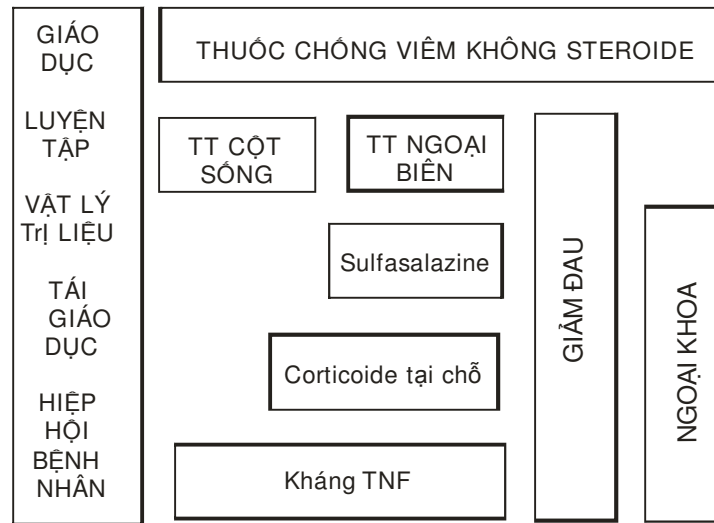 GIÁO
DỤC
LUYỆN
TẬP
VẬT LÝ
TrỊ LIỆU
TÁI
GIÁO
DỤC
HIỆP
HỘI
BỆNH
NHÂN
THUỐC CHỐNG VIÊM KHÔNG STEROIDE
TT CỘT
SỐNG
TT NGOẠI
BIÊN
Sulfasalazine
Corticoide tại chỗ
Kháng TNF
GIẢM ĐAU
NGOẠI KHOA